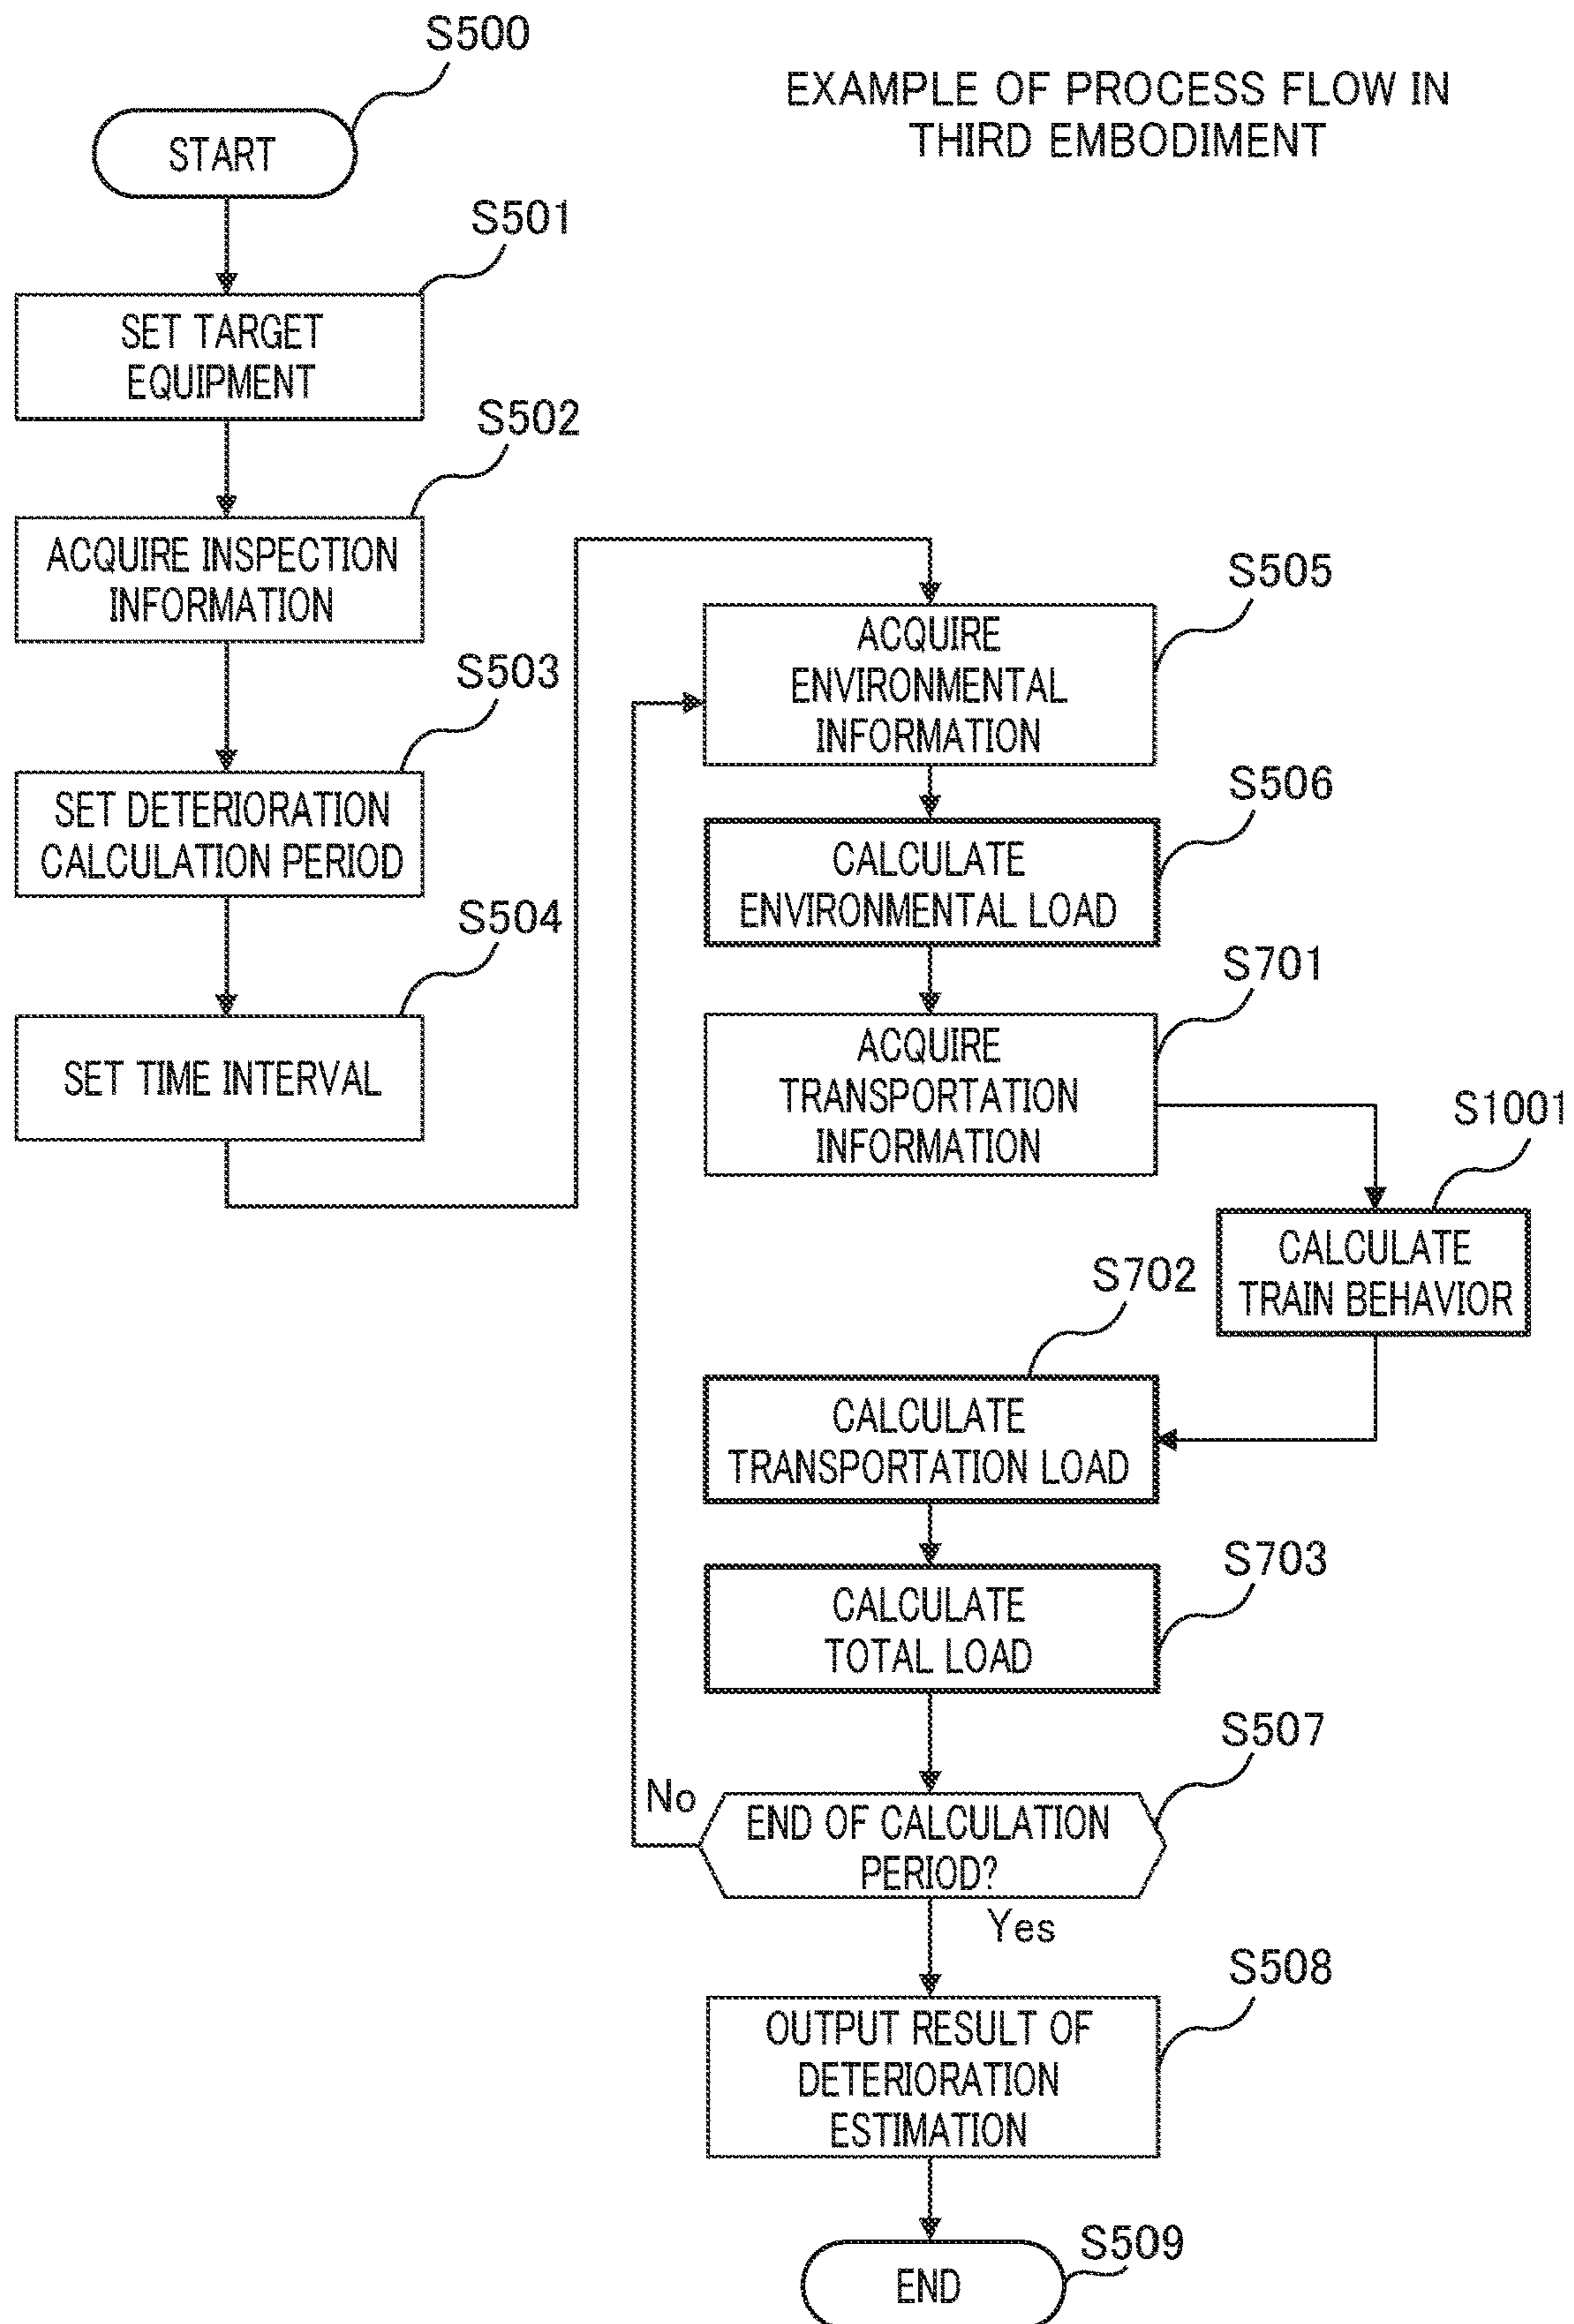 EXAMPLE OF PROCESS FLOW IN
THIRD EMBODIMENT
S500
START
S501
SET TARGET
EQUIPMENT
S502
ACQUIRE INSPECTION
INFORMATION
S503
SET DETERIORATION
CALCULATION PERIOD
S504
SET TIME INTERVAL
S505
ACQUIRE
ENVIRONMENTAL
INFORMATION
S506
CALCULATE
ENVIRONMENTAL LOAD
S701
ACQUIRE
TRANSPORTATION
INFORMATION
S1001
CALCULATE
TRAIN BEHAVIOR
S702
CALCULATE
TRANSPORTATION LOAD
S703
CALCULATE
TOTAL LOAD
S507
END OF CALCULATION
PERIOD?
No
Yes
S508
OUTPUT RESULT OF
DETERIORATION
ESTIMATION
S509
END